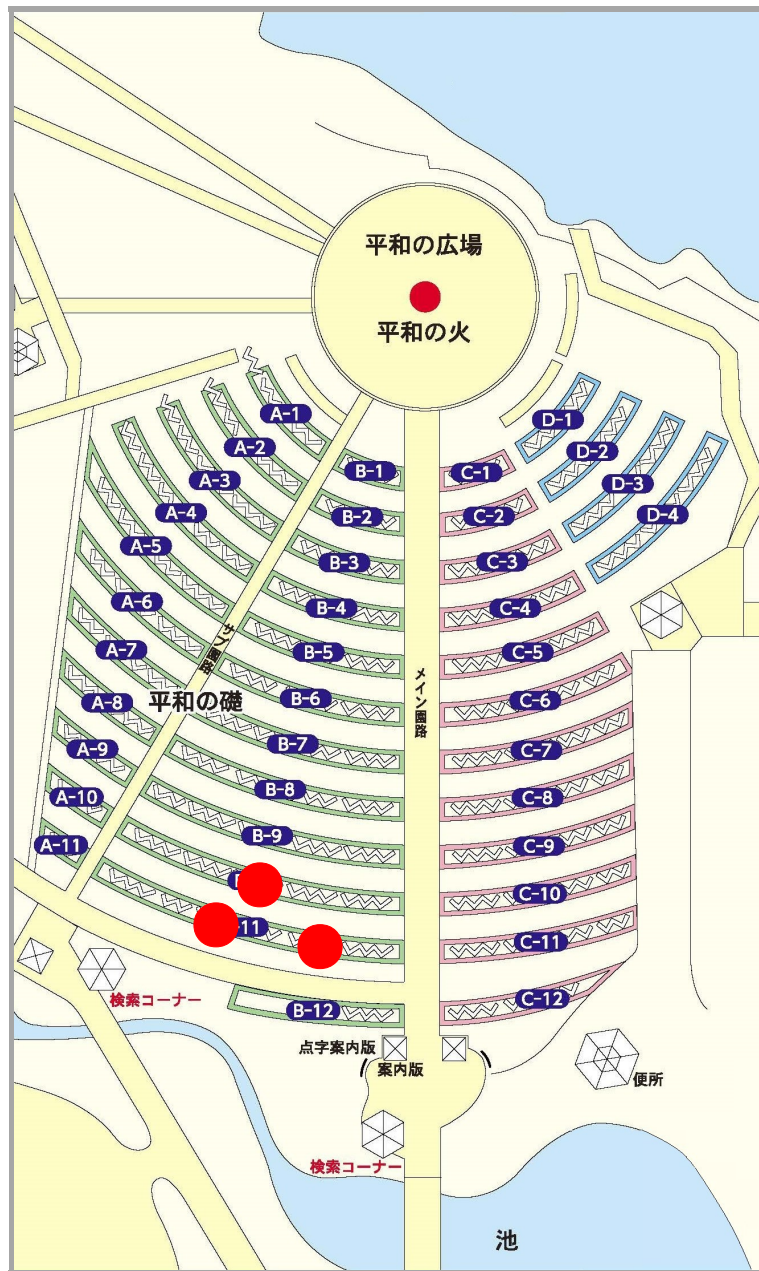 平和の広場
平和の火
A-1
A-2
A-3
A-4
A-5
A-6
A-7
A-8
A-9
A-10
A-11
B-1
B-2
B-3
B-4
B-5
B-6
B-7
B-8
B-9
-11
B-12
C-1
C-2
C-3
C-4
C-5
C-6
C-7
C-8
C-9
C-10
C-11
C-12
D-1
D-2
D-3
D-4
サブ園路
メイン園路
平和の礎
検索コーナー
点字案内版
案内版
便所
検索コーナー
池